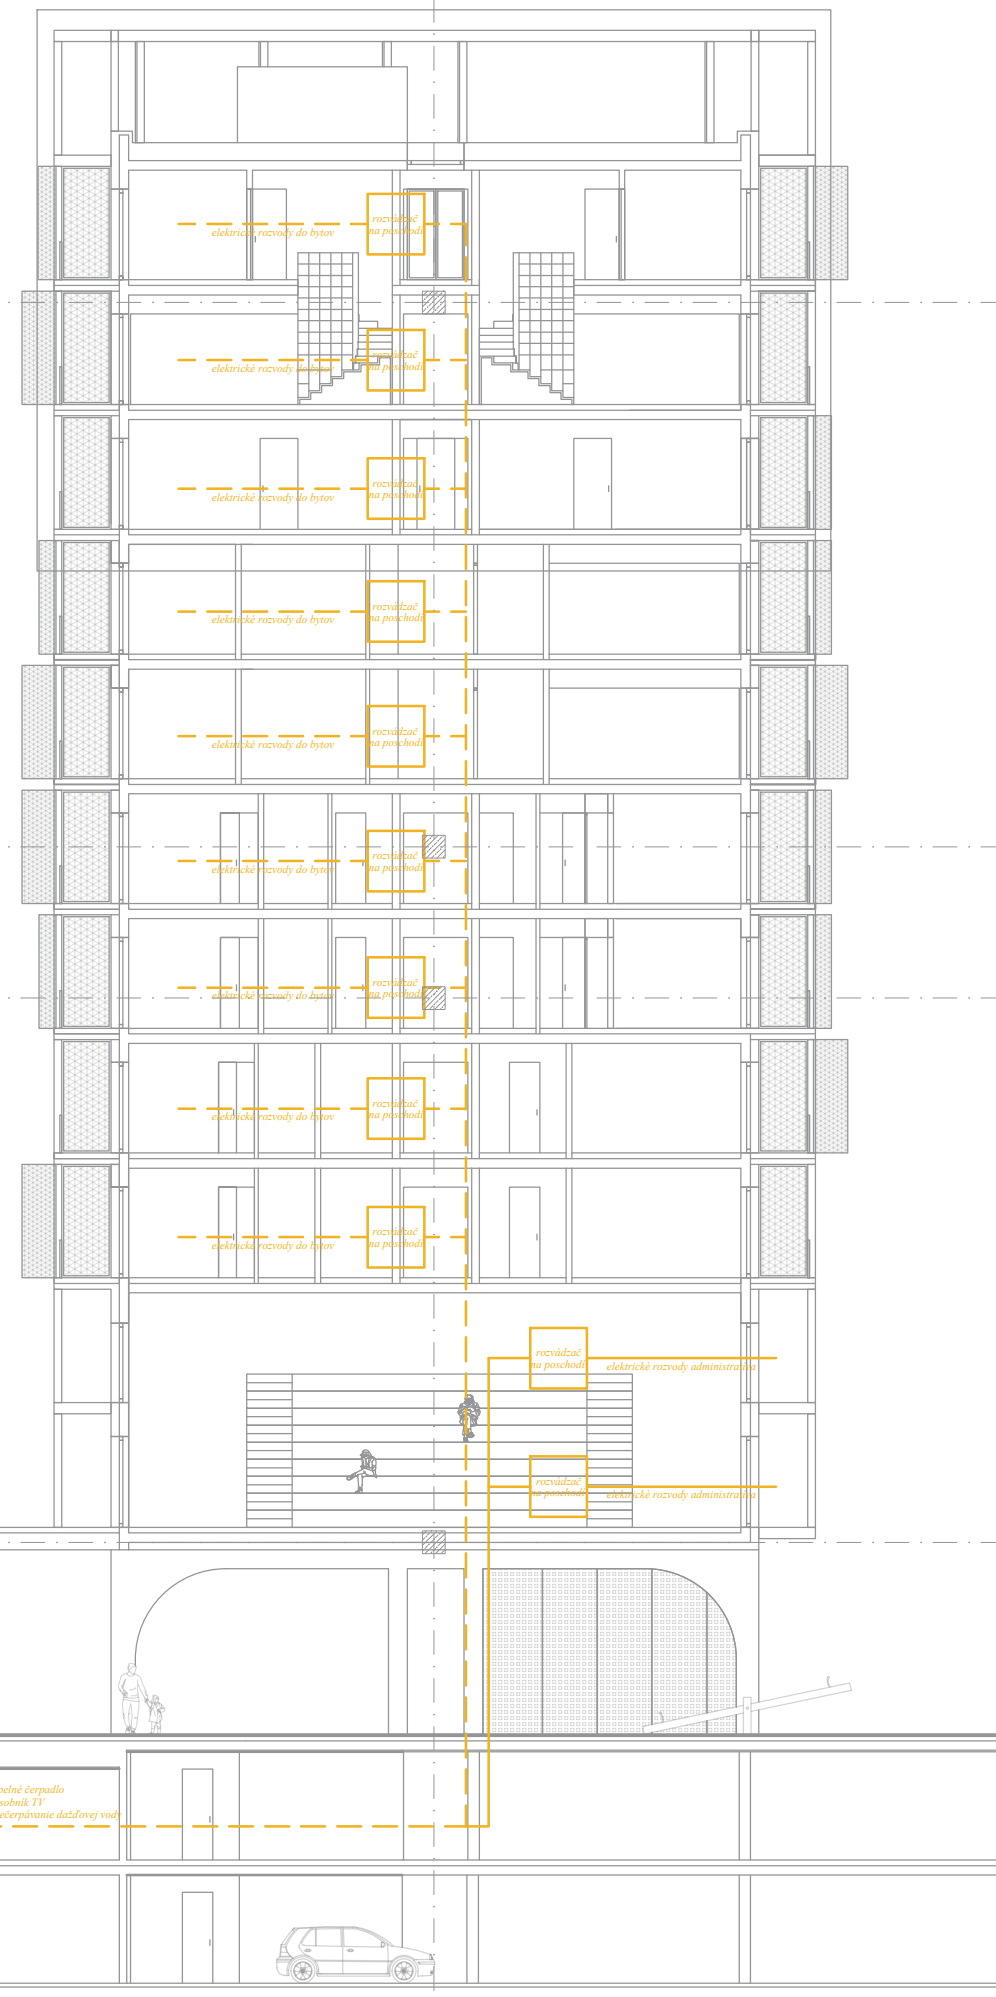 elektrické rozvody do bytov
rozvádzač
na poschodí
elektrické rozvody do bytov
rozvádzač
na poschodí
elektrické rozvody do bytov
rozvádzač
na poschodí
elektrické rozvody do bytov
rozvádzač
na poschodí
elektrické rozvody do bytov
rozvádzač
na poschodí
elektrické rozvody do bytov
rozvádzač
na poschodí
elektrické rozvody do bytov
rozvádzač
na poschodí
elektrické rozvody do bytov
rozvádzač
na poschodí
elektrické rozvody do bytov
rozvádzač
na poschodí
rozvádzač
na poschodí
elektrické rozvody administratíva
rozvádzač
na poschodí
elektrické rozvody administratíva
čerpadlo
TV
dažďovej vody